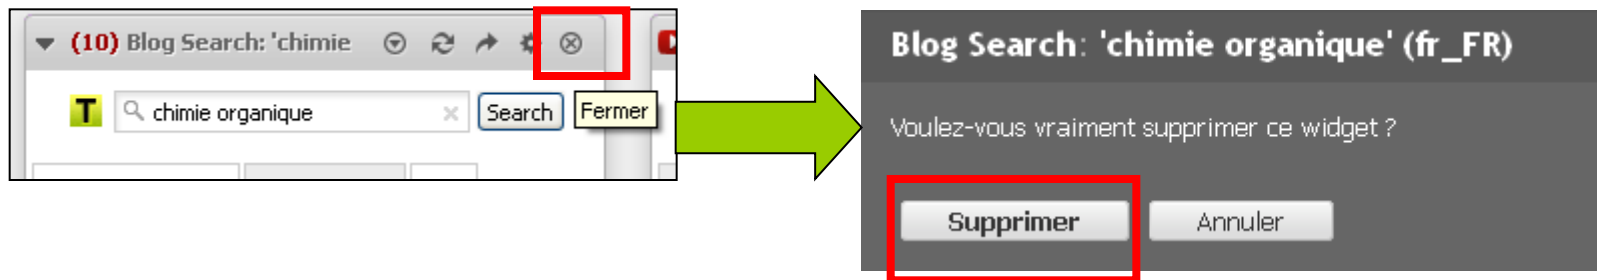 (10) Blog Search: 'chimie
T chimie organique Search Fermer
Blog Search: 'chimie organique' (fr_FR)
Voulez-vous vraiment supprimer ce widget ?
Supprimer Annuler